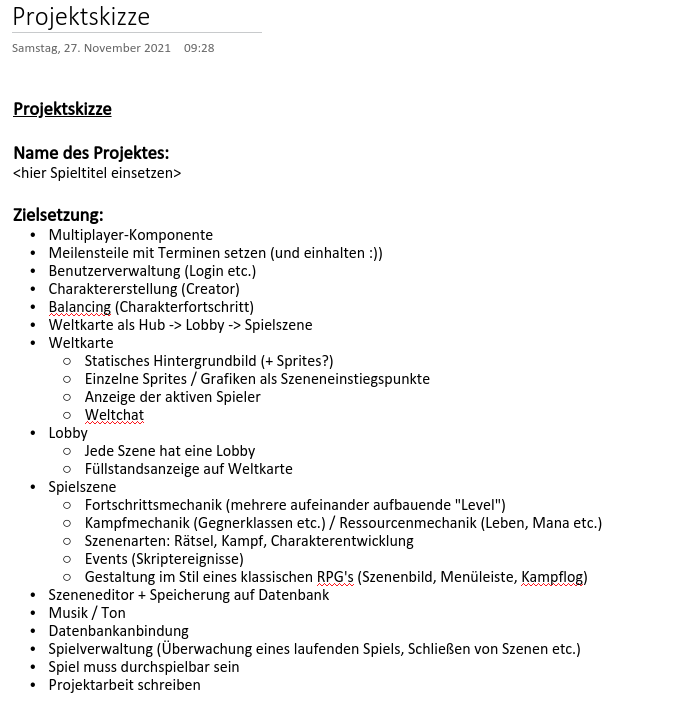 Projektskizze
Samstag, 27. November 2021 09:28
Projektskizze
Name des Projektes:
<hier Spieltitel einsetzen>
Zielsetzung:
• Multiplayer-Komponente
• Meilensteile mit Terminen setzen (und einhalten :))
• Benutzerverwaltung (Login etc.)
• Charaktererstellung (Creator)
• Balancing (Charakterfortschritt)
• Weltkarte als Hub -> Lobby -> Spielszene
• Weltkarte
○ Statisches Hintergrundbild (+ Sprites?)
○ Einzelne Sprites / Grafiken als Szeneneinstiegspunkte
○ Anzeige der aktiven Spieler
○ Weltchat
• Lobby
○ Jede Szene hat eine Lobby
○ Füllstandsanzeige auf Weltkarte
• Spielszene
○ Fortschrittsmechanik (mehrere aufeinander aufbauende "Level")
○ Kampfmechanik (Gegnerklassen etc.) / Ressourcenmechanik (Leben, Mana etc.)
○ Szenenarten: Rätsel, Kampf, Charakterentwicklung
○ Events (Skriptereignisse)
○ Gestaltung im Stil eines klassischen RPG's (Szenenbild, Menüleiste, Kampflog)
• Szeneneditor + Speicherung auf Datenbank
• Musik / Ton
• Datenbankanbindung
• Spielverwaltung (Überwachung eines laufenden Spiels, Schließen von Szenen etc.)
• Spiel muss durchspielbar sein
• Projektarbeit schreiben